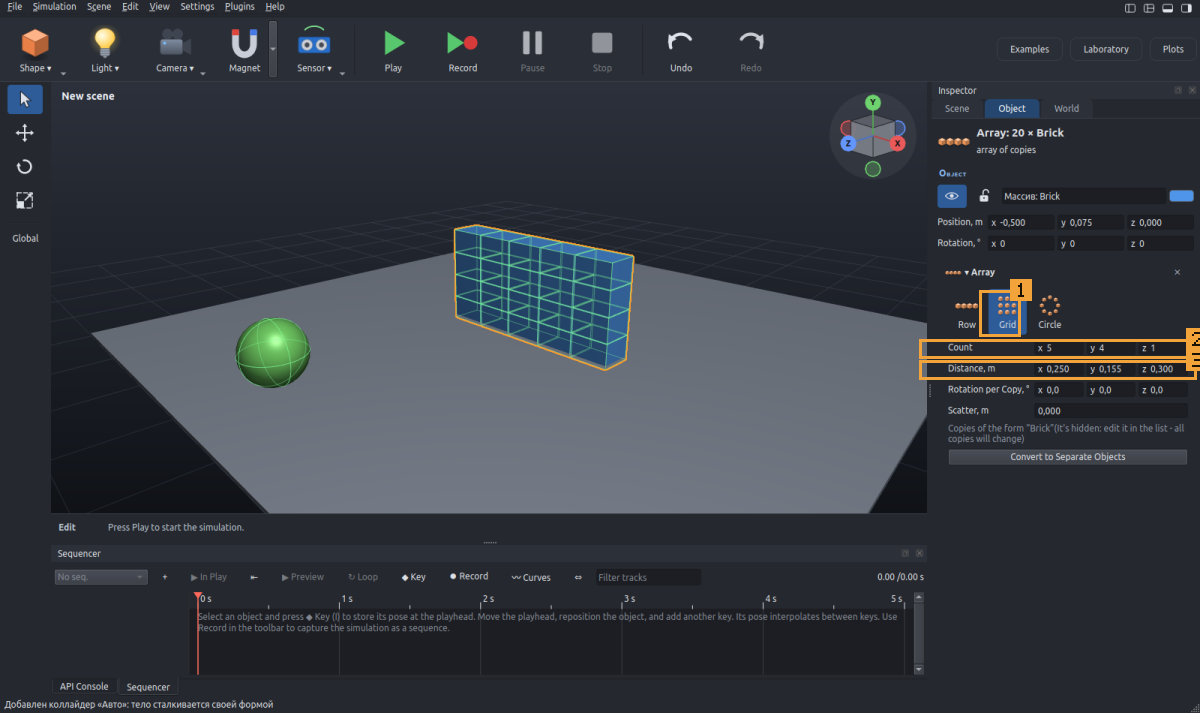 File Simulation Scene Edit View Settings Plugins Help
Shape ▾ Light ▾ Camera ▾ Magnet Sensor ▾ Play Record Pause Stop Undo Redo Examples Laboratory Plots
New scene
Y
Z X
Global
Inspector
Scene Object World
Array: 20 × Brick
array of copies
Object
Массив: Brick
Position, m x -0,500 y 0,075 z 0,000
Rotation, ° x 0 y 0 z 0
▾ Array
1
Row Grid Circle
Count x 5 y 4 z 1
Distance, m x 0,250 y 0,155 z 0,300
Rotation per Copy, ° x 0,0 y 0,0 z 0,0
Scatter, m 0,000
Copies of the form "Brick"(It's hidden: edit it in the list - all
copies will change)
Convert to Separate Objects
Edit Press Play to start the simulation.
Sequencer
No seq. + ▶ In Play ▶ Preview ↻ Loop ◆ Key ● Record Curves Filter tracks 0.00 /0.00 s
0 s 1 s 2 s 3 s 4 s 5 s
Select an object and press ◆ Key (I) to store its pose at the playhead. Move the playhead, reposition the object, and add another key. Its pose interpolates between keys. Use
Record in the toolbar to capture the simulation as a sequence.
API Console Sequencer
Добавлен коллайдер «Авто»: тело сталкивается своей формой